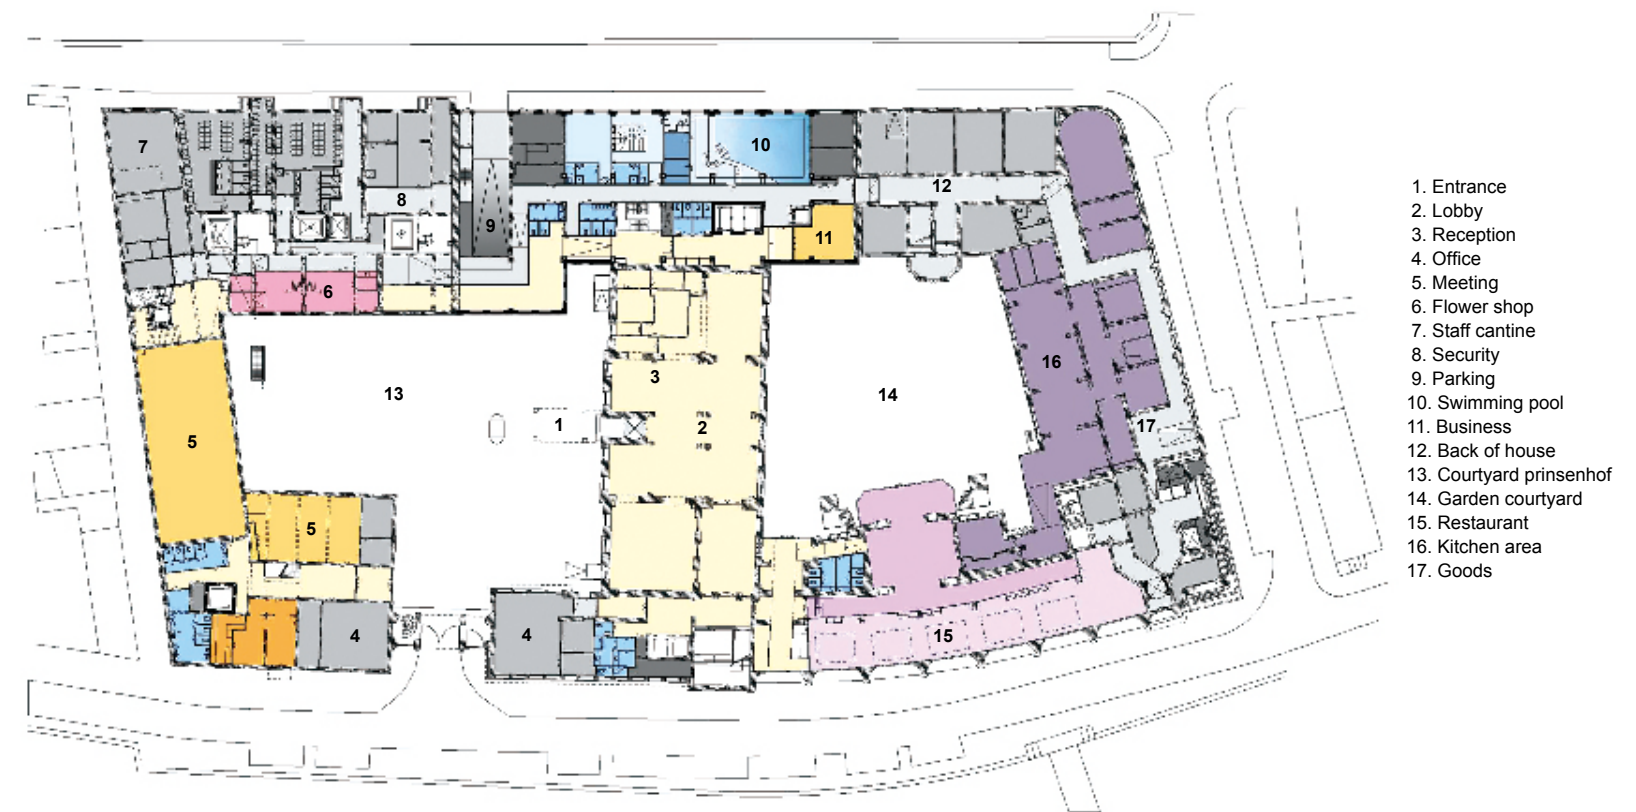 7
10
8
12
9
11
6
16
3
13
14
1
2
17
5
5
4
4
15
1. Entrance
2. Lobby
3. Reception
4. Office
5. Meeting
6. Flower shop
7. Staff cantine
8. Security
9. Parking
10. Swimming pool
11. Business
12. Back of house
13. Courtyard prinsenhof
14. Garden courtyard
15. Restaurant
16. Kitchen area
17. Goods